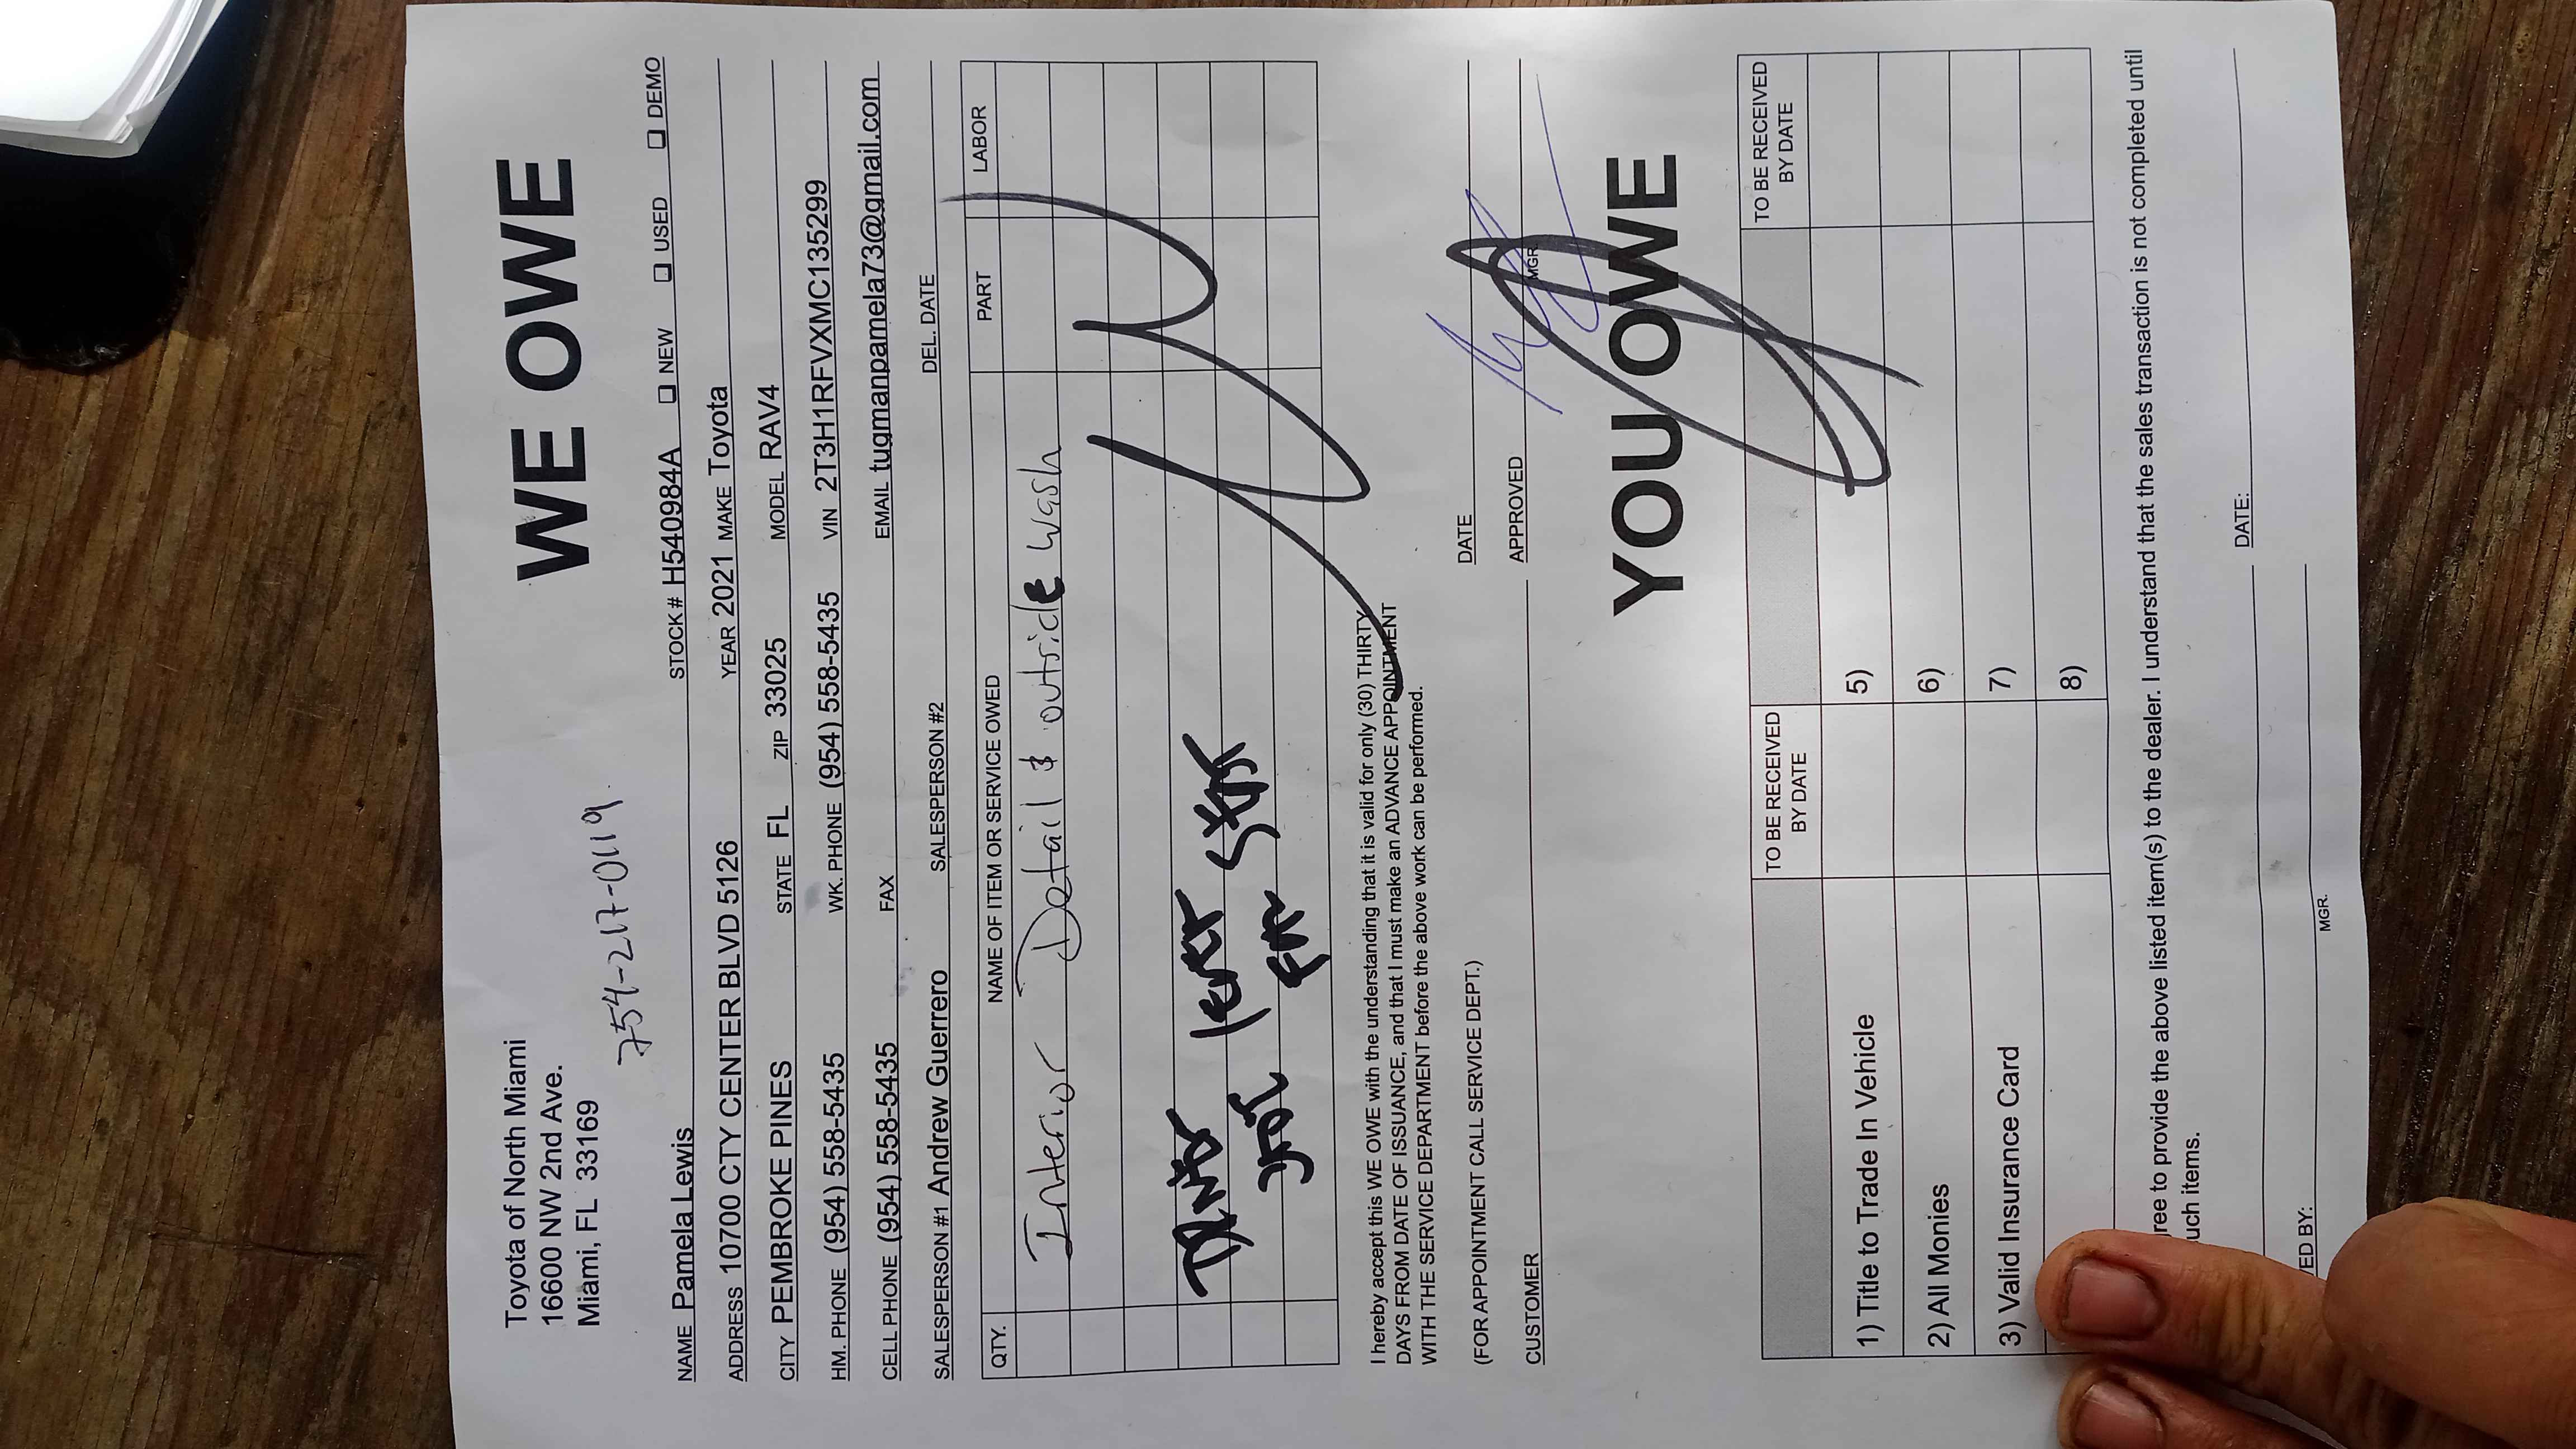 Toyota of North Miami
16600 NW 2nd Ave.
Miami, FL 33169
WE OWE
754-217-0119
STOCK# H540984A NEW USED DEMO
NAME Pamela Lewis
ADDRESS 10700 CTY CENTER BLVD 5126 YEAR 2021 MAKE Toyota
CITY PEMBROKE PINES STATE FL ZIP 33025 MODEL RAV4
HM. PHONE (954) 558-5435 WK. PHONE (954) 558-5435 VIN 2T3H1RFVXMC135299
CELL PHONE (954) 558-5435 FAX EMAIL tugmanpamela73@gmail.com
SALESPERSON #1 Andrew Guerrero SALESPERSON #2 DEL. DATE
QTY. NAME OF ITEM OR SERVICE OWED PART LABOR
Interior Detail & outside wash
I hereby accept this WE OWE with the understanding that it is valid for only (30) THIRTY
DAYS FROM DATE OF ISSUANCE, and that I must make an ADVANCE APPOINTMENT
WITH THE SERVICE DEPARTMENT before the above work can be performed.
(FOR APPOINTMENT CALL SERVICE DEPT.) DATE
CUSTOMER APPROVED
MGR.
YOU OWE
TO BE RECEIVED BY DATE TO BE RECEIVED BY DATE
1) Title to Trade In Vehicle 5)
2) All Monies 6)
3) Valid Insurance Card 7)
8)
to provide the above listed item(s) to the dealer. I understand that the sales transaction is not completed until
items.
DATE:
BY:
MGR.